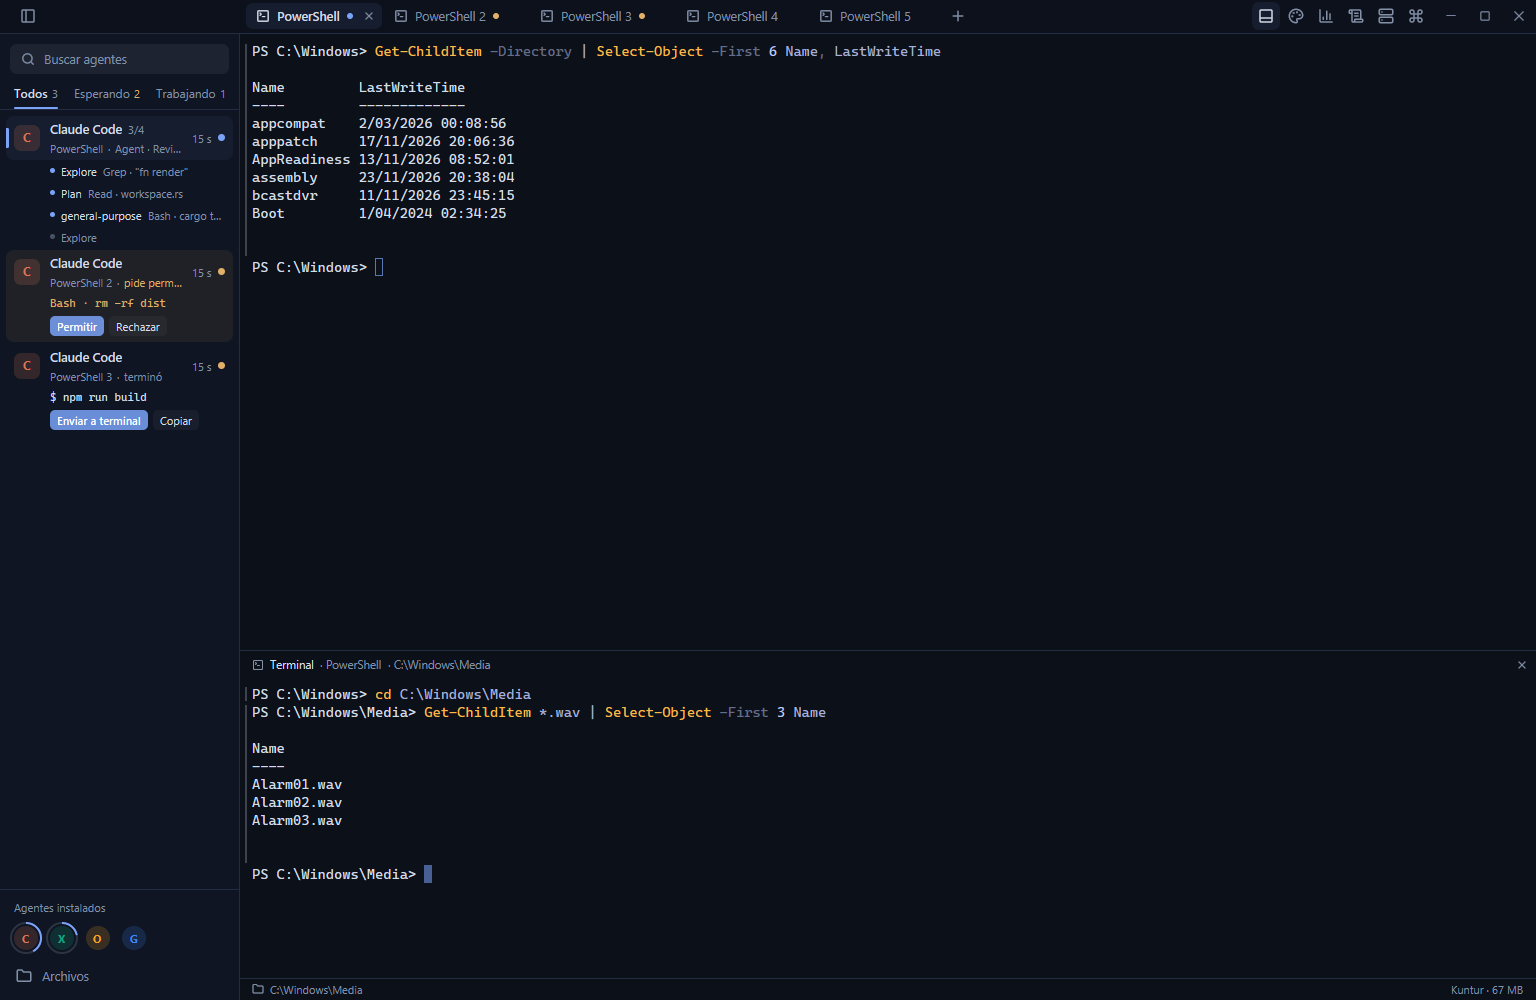 PowerShell
PowerShell 2
PowerShell 3
PowerShell 4
PowerShell 5
Buscar agentes
Todos 3 Esperando 2 Trabajando 1
C Claude Code 3/4 15 s
PowerShell · Agent · Revi...
Explore Grep · "fn render"
Plan Read · workspace.rs
general-purpose Bash · cargo t...
Explore
C Claude Code 15 s
PowerShell 2 · pide perm...
Bash · rm -rf dist
Permitir Rechazar
C Claude Code 15 s
PowerShell 3 · terminó
$ npm run build
Enviar a terminal Copiar
Agentes instalados
C X O G
Archivos
PS C:\Windows> Get-ChildItem -Directory | Select-Object -First 6 Name, LastWriteTime
Name LastWriteTime
---- -------------
appcompat 2/03/2026 00:08:56
apppatch 17/11/2026 20:06:36
AppReadiness 13/11/2026 08:52:01
assembly 23/11/2026 20:38:04
bcastdvr 11/11/2026 23:45:15
Boot 1/04/2024 02:34:25
PS C:\Windows>
Terminal · PowerShell · C:\Windows\Media
PS C:\Windows> cd C:\Windows\Media
PS C:\Windows\Media> Get-ChildItem *.wav | Select-Object -First 3 Name
Name
----
Alarm01.wav
Alarm02.wav
Alarm03.wav
PS C:\Windows\Media>
C:\Windows\Media
Kuntur · 67 MB